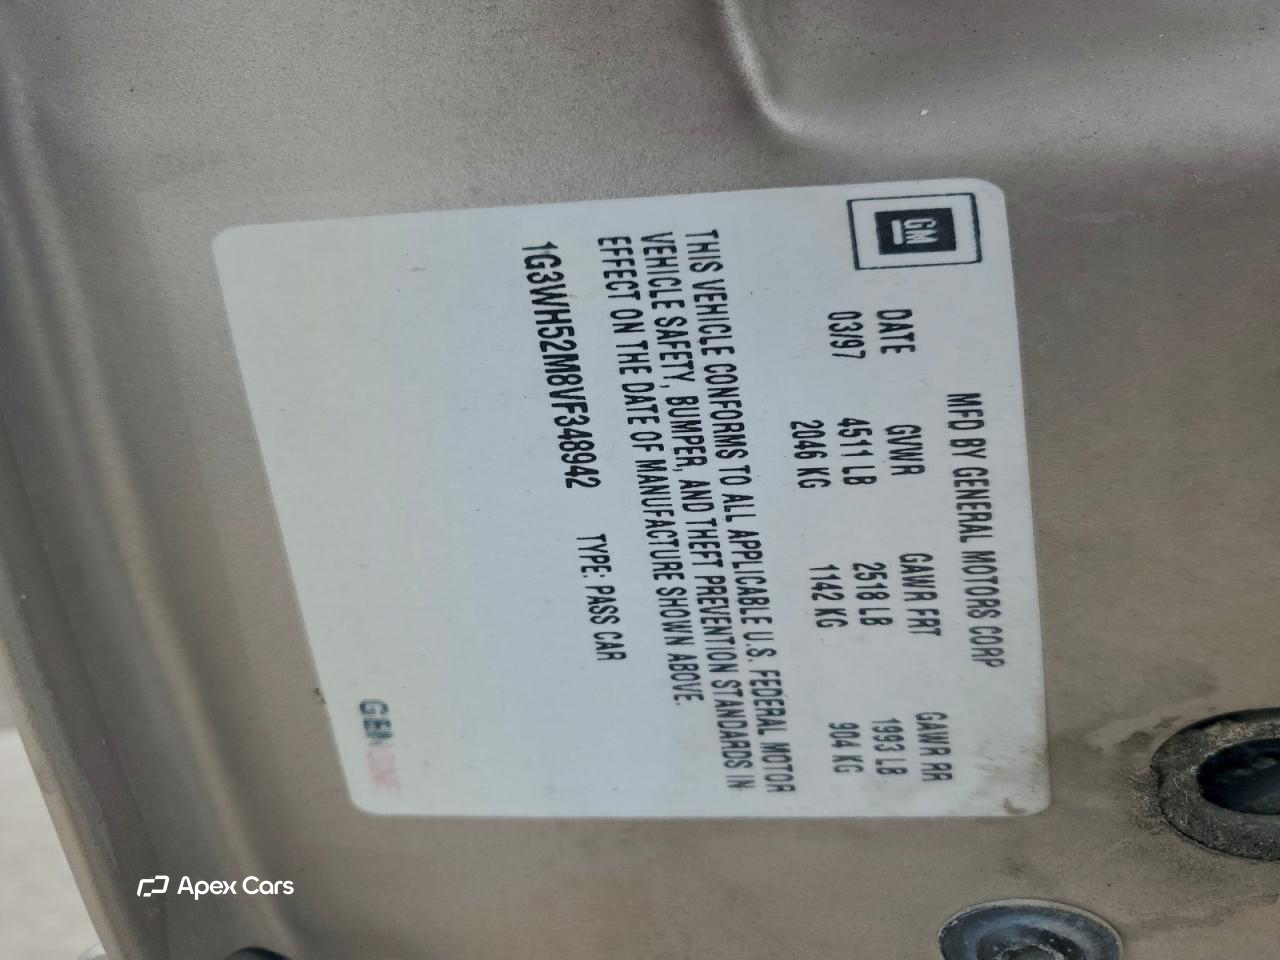 GM
MFD BY GENERAL MOTORS CORP
DATE GVWR GAWR FRT GAWR RR
03/97 4511 LB 2518 LB 1993 LB
2046 KG 1142 KG 904 KG
THIS VEHICLE CONFORMS TO ALL APPLICABLE U.S. FEDERAL MOTOR
VEHICLE SAFETY, BUMPER, AND THEFT PREVENTION STANDARDS IN
EFFECT ON THE DATE OF MANUFACTURE SHOWN ABOVE.
1G3WH52M8VF348942 TYPE: PASS CAR
Apex Cars